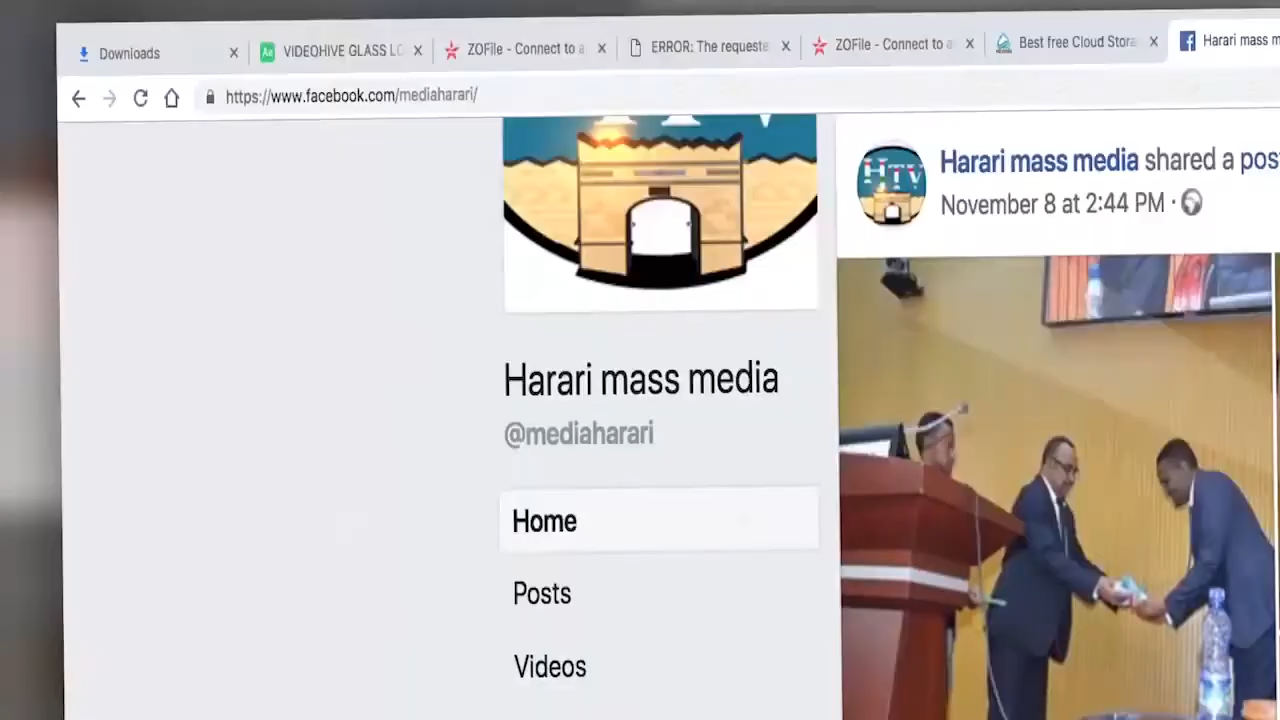 Downloads
VIDEOHIVE GLASS LO
ZOFile - Connect to a
ERROR: The requeste
ZOFile - Connect to a
Best free Cloud Stora
Harari mass m
https://www.facebook.com/mediaharari/
Harari mass media shared a post
November 8 at 2:44 PM ·
HTV
Harari mass media
@mediaharari
Home
Posts
Videos